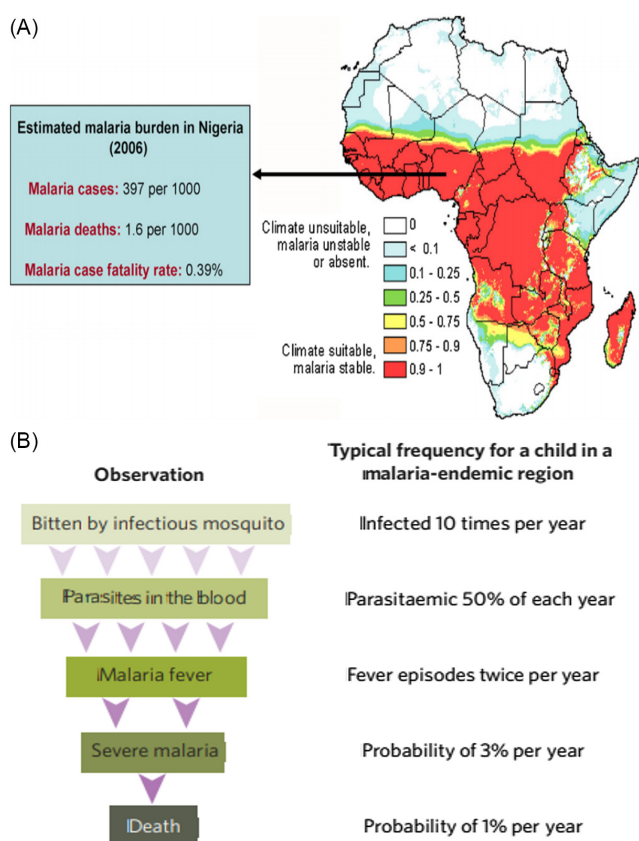 (A)
Estimated malaria burden in Nigeria
(2006)
Malaria cases: 397 per 1000
Malaria deaths: 1.6 per 1000
Malaria case fatality rate: 0.39%
Climate unsuitable,
malaria unstable
or absent.
Climate suitable,
malaria stable.
0
< 0.1
0.1 - 0.25
0.25 - 0.5
0.5 - 0.75
0.75 - 0.9
0.9 - 1
(B)
Observation
Typical frequency for a child in a
malaria-endemic region
Bitten by infectious mosquito
Infected 10 times per year
Parasites in the blood
Parasitaemic 50% of each year
Malaria fever
Fever episodes twice per year
Severe malaria
Probability of 3% per year
Death
Probability of 1% per year